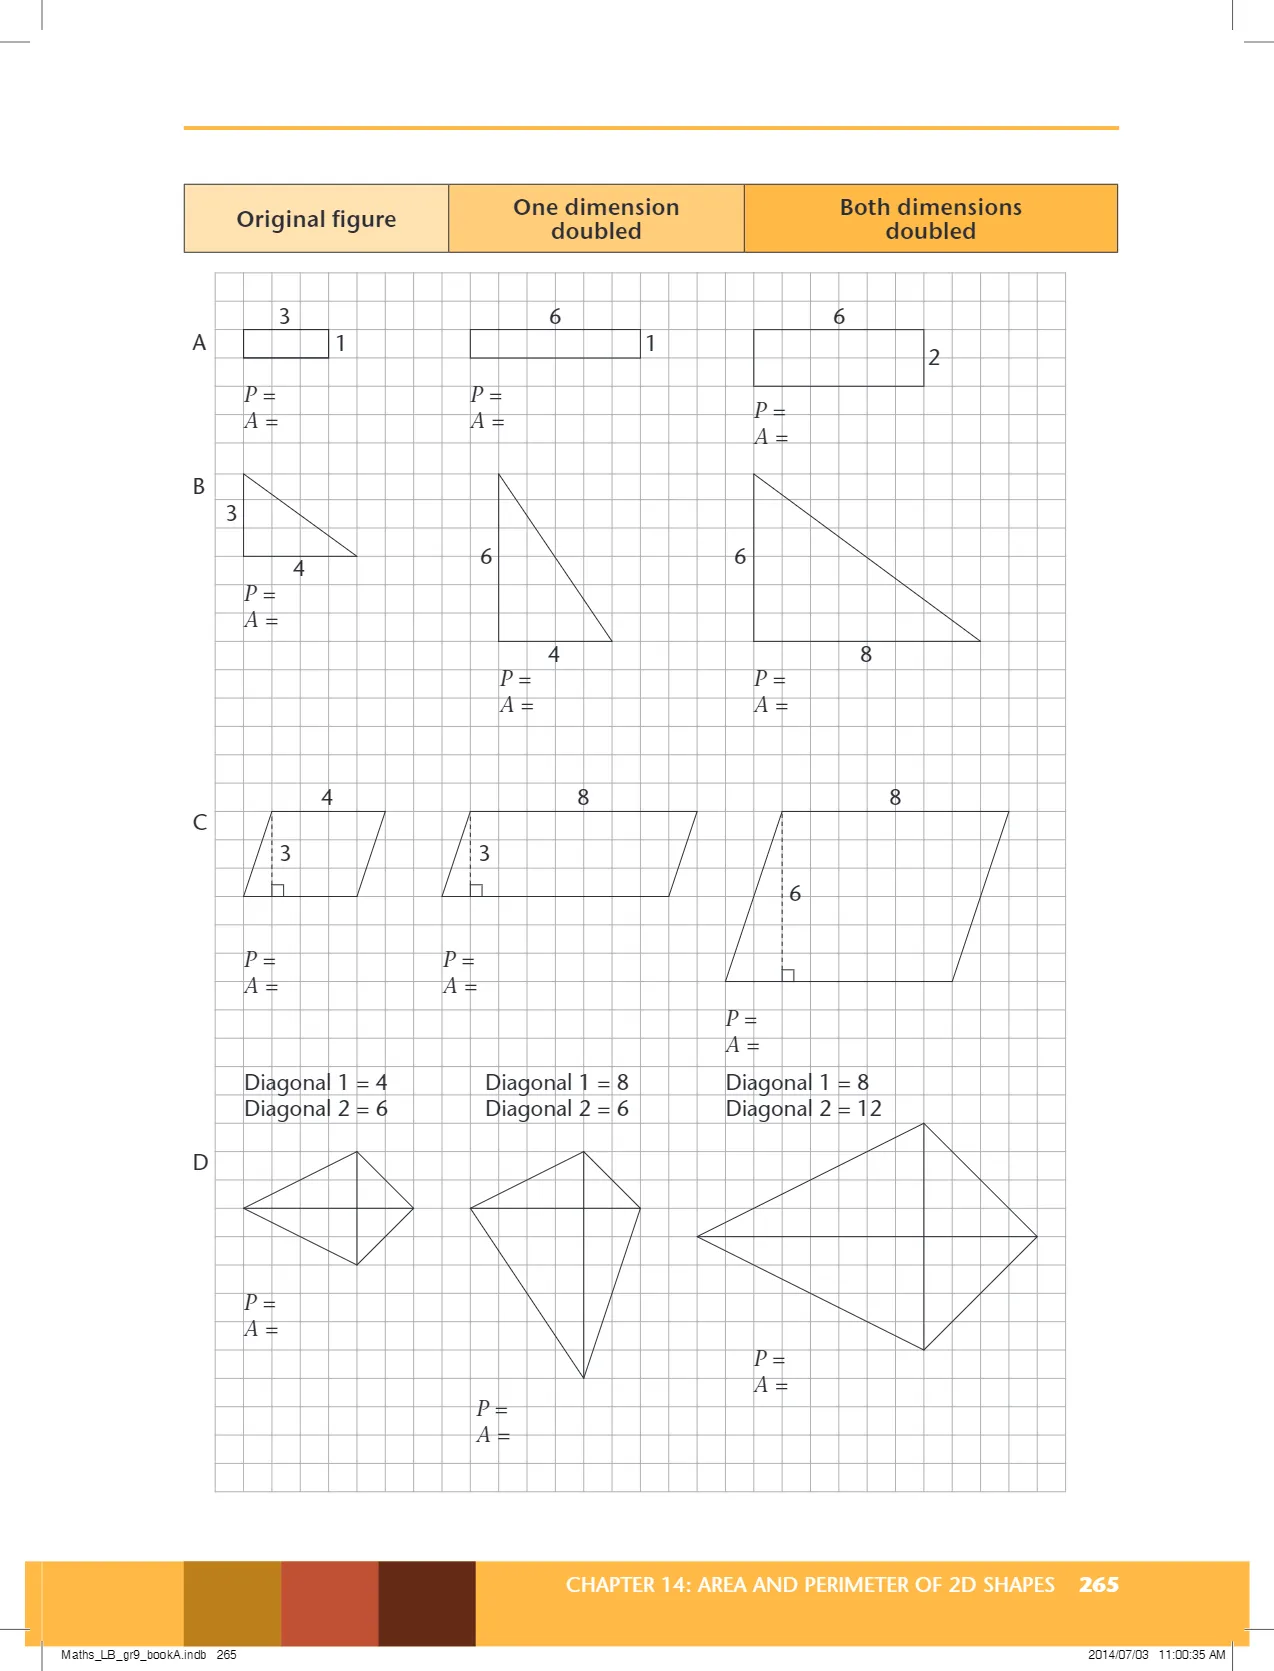 Original figure
One dimension
doubled
Both dimensions
doubled
A
3
1
P =
A =
6
1
P =
A =
6
2
P =
A =
B
3
4
P =
A =
6
4
P =
A =
6
8
P =
A =
C
4
3
P =
A =
8
3
P =
A =
8
6
P =
A =
Diagonal 1 = 4
Diagonal 2 = 6
Diagonal 1 = 8
Diagonal 2 = 6
Diagonal 1 = 8
Diagonal 2 = 12
D
P =
A =
P =
A =
P =
A =
CHAPTER 14: AREA AND PERIMETER OF 2D SHAPES 265
Maths_LB_gr9_bookA.indb 265
2014/07/03 11:00:35 AM